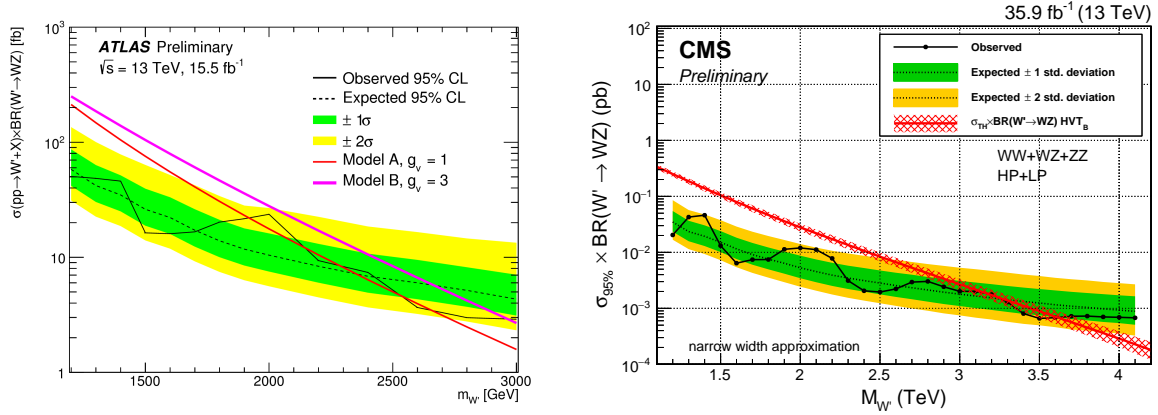 ATLAS Preliminary
√s = 13 TeV, 15.5 fb⁻¹
Observed 95% CL
Expected 95% CL
± 1σ
± 2σ
Model A, gᵥ = 1
Model B, gᵥ = 3
σ(pp→W'+X)×BR(W'→WZ) [fb]
10³
10²
10
1
1500 2000 2500 3000
m_W' [GeV]
35.9 fb⁻¹ (13 TeV)
CMS
Preliminary
Observed
Expected ± 1 std. deviation
Expected ± 2 std. deviation
σ_TH×BR(W'→WZ) HVT_B
WW+WZ+ZZ
HP+LP
narrow width approximation
σ_95% × BR(W' → WZ) (pb)
10²
10
1
10⁻¹
10⁻²
10⁻³
10⁻⁴
1.5 2 2.5 3 3.5 4
M_W' (TeV)